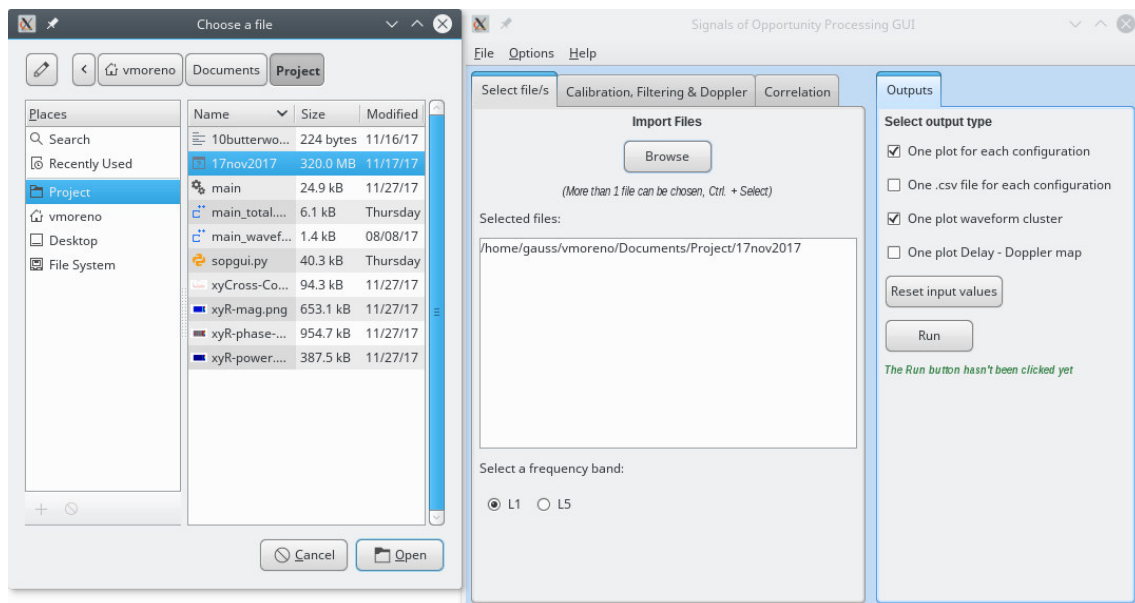 Choose a file
vmoreno Documents Project
Places
Search
Recently Used
Project
vmoreno
Desktop
File System
Name Size Modified
10butterwo... 224 bytes 11/16/17
17nov2017 320.0 MB 11/17/17
main 24.9 kB 11/27/17
main_total.... 6.1 kB Thursday
main_wavef... 1.4 kB 08/08/17
sopgui.py 40.3 kB Thursday
xyCross-Co... 94.3 kB 11/27/17
xyR-mag.png 653.1 kB 11/27/17
xyR-phase-... 954.7 kB 11/27/17
xyR-power.... 387.5 kB 11/27/17
Cancel Open
Signals of Opportunity Processing GUI
File Options Help
Select file/s Calibration, Filtering & Doppler Correlation
Import Files
Browse
(More than 1 file can be chosen, Ctrl. + Select)
Selected files:
/home/gauss/vmoreno/Documents/Project/17nov2017
Select a frequency band:
L1 L5
Outputs
Select output type
One plot for each configuration
One .csv file for each configuration
One plot waveform cluster
One plot Delay - Doppler map
Reset input values
Run
The Run button hasn't been clicked yet